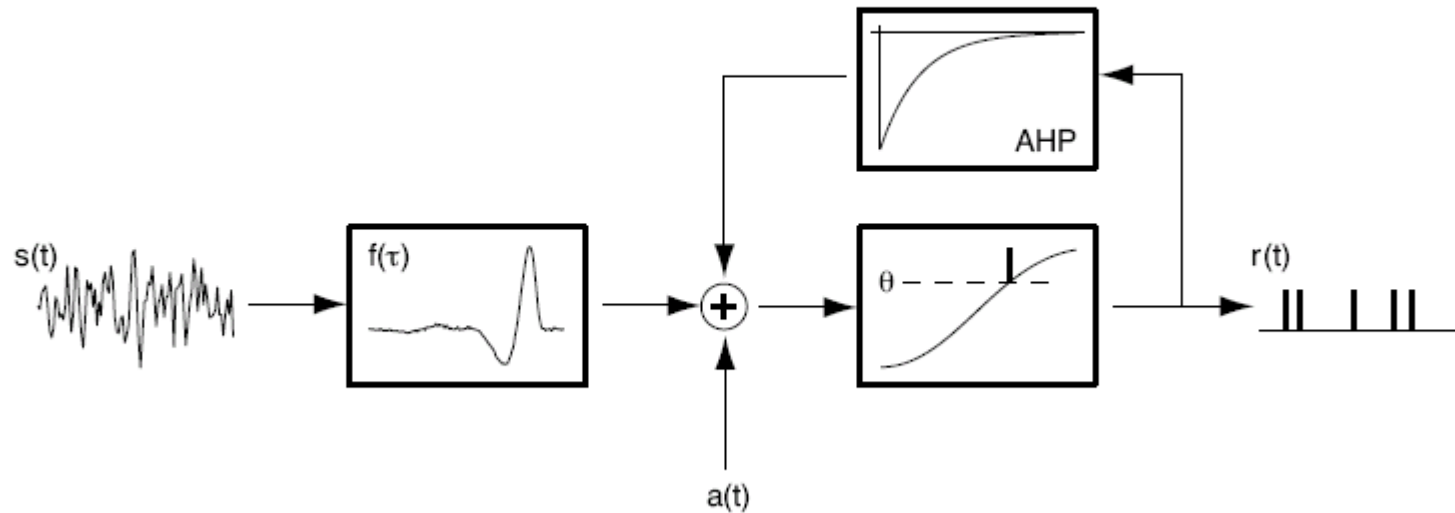 AHP
s(t)
f(τ)
θ
r(t)
a(t)